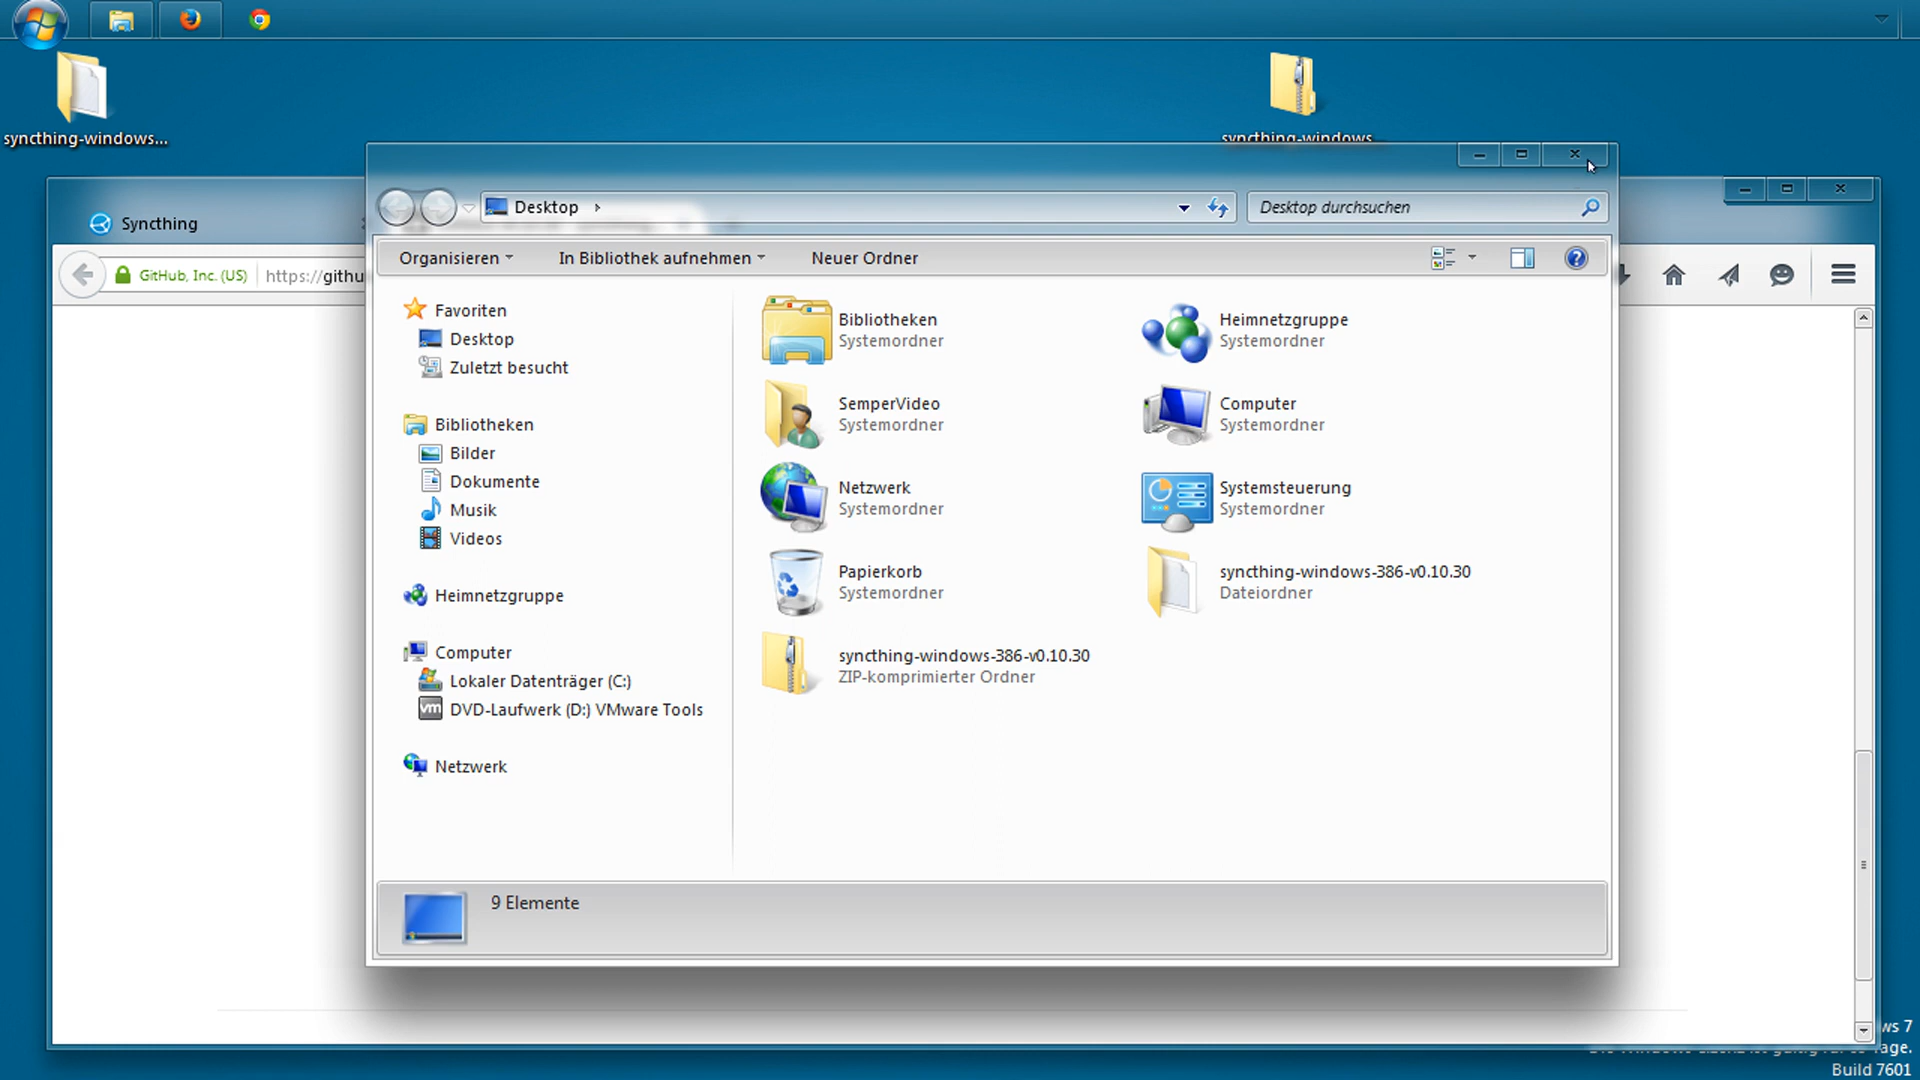 syncthing-windows...
syncthing-windows
Syncthing
GitHub, Inc. (US)
https://githu
Desktop
Desktop durchsuchen
Organisieren
In Bibliothek aufnehmen
Neuer Ordner
Favoriten
Desktop
Zuletzt besucht
Bibliotheken
Bilder
Dokumente
Musik
Videos
Heimnetzgruppe
Computer
Lokaler Datenträger (C:)
vm
DVD-Laufwerk (D:) VMware Tools
Netzwerk
Bibliotheken
Systemordner
Heimnetzgruppe
Systemordner
SemperVideo
Systemordner
Computer
Systemordner
Netzwerk
Systemordner
Systemsteuerung
Systemordner
Papierkorb
Systemordner
syncthing-windows-386-v0.10.30
Dateiordner
syncthing-windows-386-v0.10.30
ZIP-komprimierter Ordner
9 Elemente
ws 7
Tage.
Build 7601